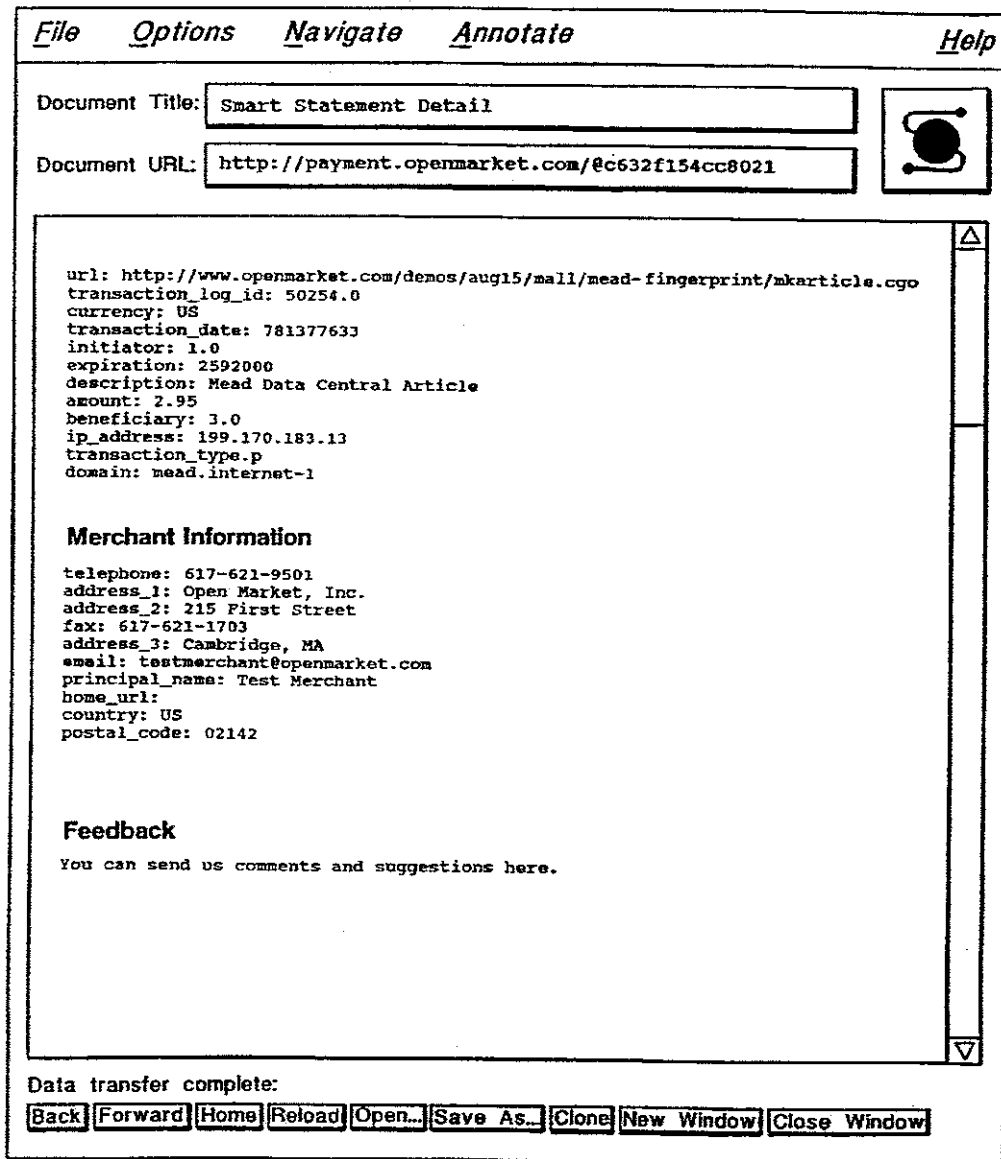 File Options Navigate Annotate Help
Document Title: Smart Statement Detail
Document URL: http://payment.openmarket.com/@c632f154cc8021
url: http://www.openmarket.com/demos/aug15/mall/mead-fingerprint/mkarticle.cgo
transaction_log_id: 50254.0
currency: US
transaction_date: 781377633
initiator: 1.0
expiration: 2592000
description: Mead Data Central Article
amount: 2.95
beneficiary: 3.0
ip_address: 199.170.183.13
transaction_type.p
domain: mead.internet-1
Merchant Information
telephone: 617-621-9501
address_1: Open Market, Inc.
address_2: 215 First Street
fax: 617-621-1703
address_3: Cambridge, MA
email: testmerchant@openmarket.com
principal_name: Test Merchant
home_url:
country: US
postal_code: 02142
Feedback
You can send us comments and suggestions here.
Data transfer complete:
Back Forward Home Reload Open... Save As... Clone New Window Close Window